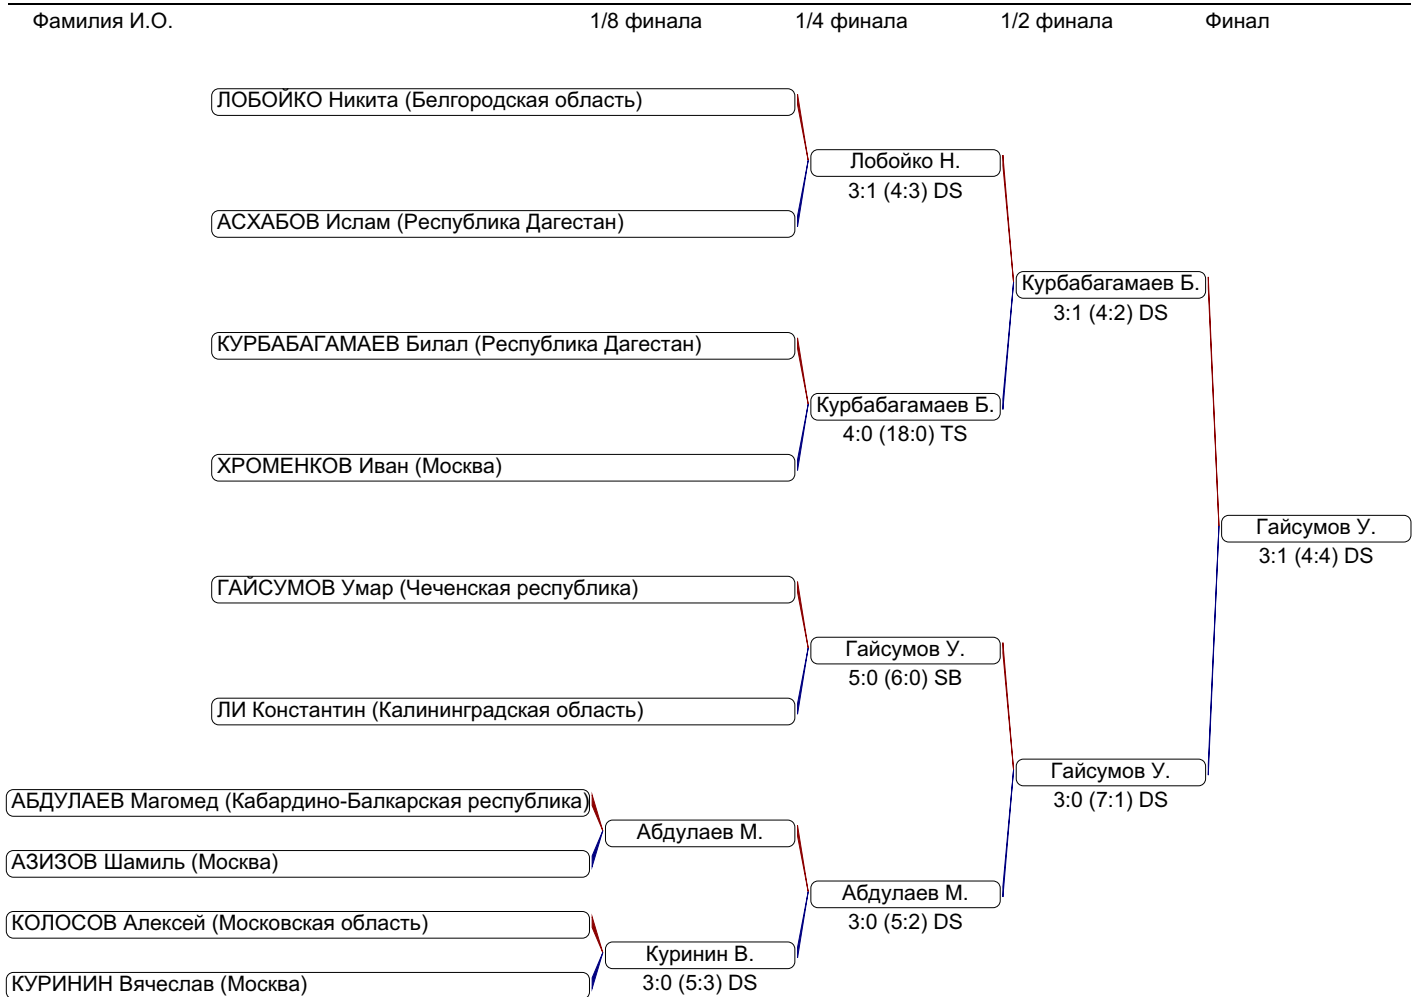 Фамилия И.О. 1/8 финала 1/4 финала 1/2 финала Финал
ЛОБОЙКО Никита (Белгородская область)
Лобойко Н.
3:1 (4:3) DS
АСХАБОВ Ислам (Республика Дагестан)
Курбабагамаев Б.
3:1 (4:2) DS
КУРБАБАГАМАЕВ Билал (Республика Дагестан)
Курбабагамаев Б.
4:0 (18:0) TS
ХРОМЕНКОВ Иван (Москва)
Гайсумов У.
3:1 (4:4) DS
ГАЙСУМОВ Умар (Чеченская республика)
Гайсумов У.
5:0 (6:0) SB
ЛИ Константин (Калининградская область)
Гайсумов У.
3:0 (7:1) DS
АБДУЛАЕВ Магомед (Кабардино-Балкарская республика)
Абдулаев М.
АЗИЗОВ Шамиль (Москва)
Абдулаев М.
3:0 (5:2) DS
КОЛОСОВ Алексей (Московская область)
Куринин В.
3:0 (5:3) DS
КУРИНИН Вячеслав (Москва)